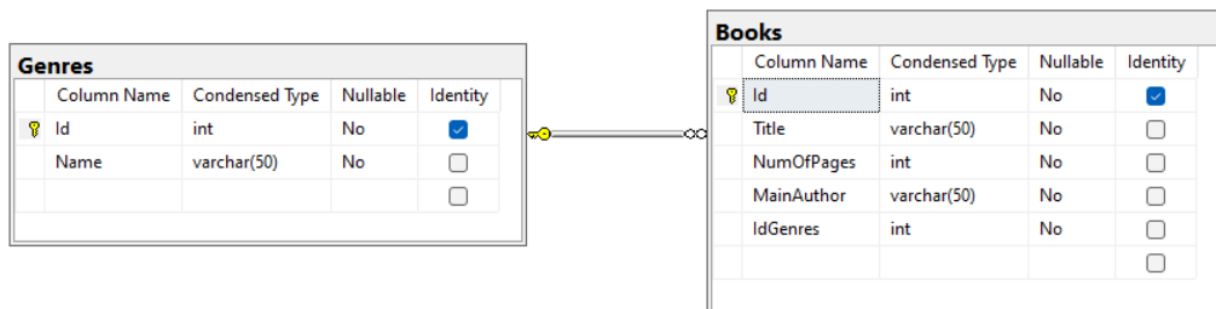 Genres
Column Name Condensed Type Nullable Identity
Id int No
Name varchar(50) No
Books
Column Name Condensed Type Nullable Identity
Id int No
Title varchar(50) No
NumOfPages int No
MainAuthor varchar(50) No
IdGenres int No